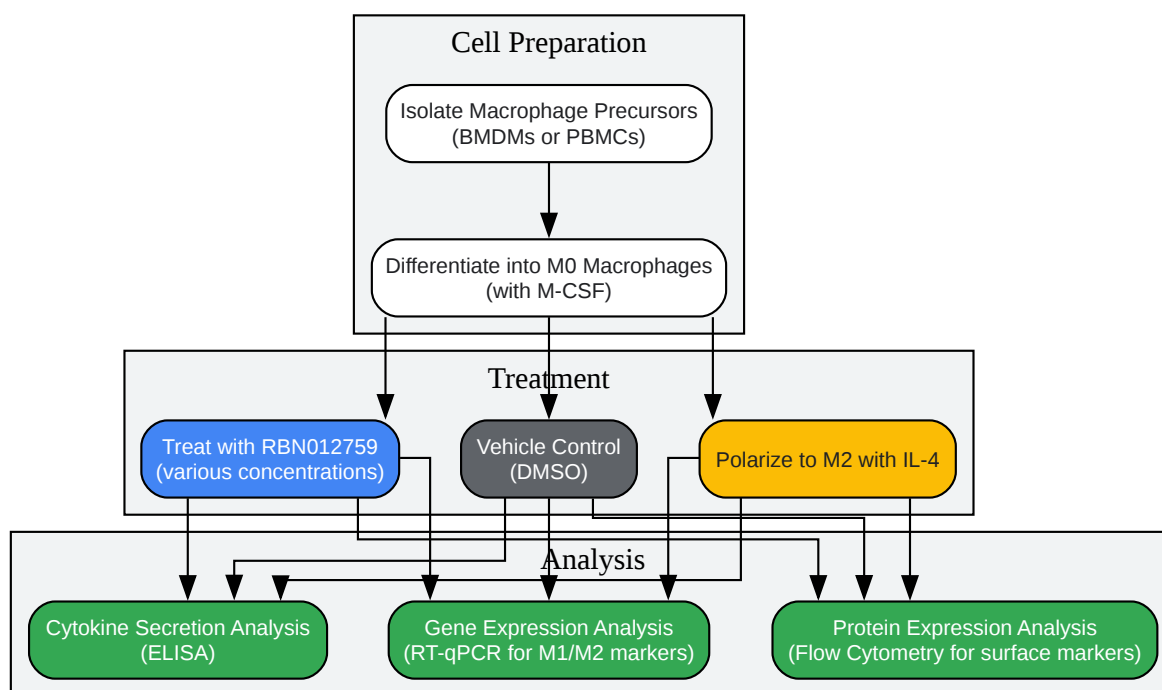 Cell Preparation
Isolate Macrophage Precursors
(BMDMs or PBMCs)
Differentiate into M0 Macrophages
(with M-CSF)
Treatment
Treat with RBN012759
(various concentrations)
Vehicle Control
(DMSO)
Polarize to M2 with IL-4
Analysis
Cytokine Secretion Analysis
(ELISA)
Gene Expression Analysis
(RT-qPCR for M1/M2 markers)
Protein Expression Analysis
(Flow Cytometry for surface markers)